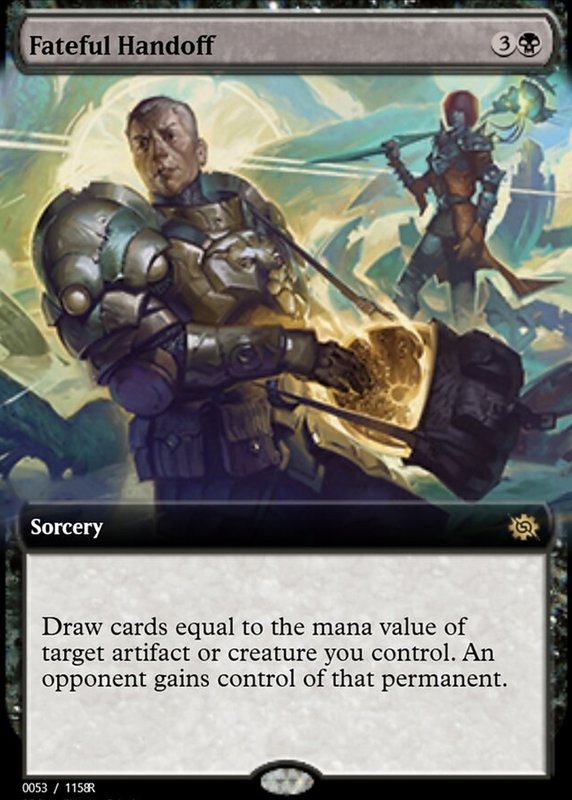 Fateful Handoff 3
Sorcery
Draw cards equal to the mana value of
target artifact or creature you control. An
opponent gains control of that permanent.
0053 / 1158R